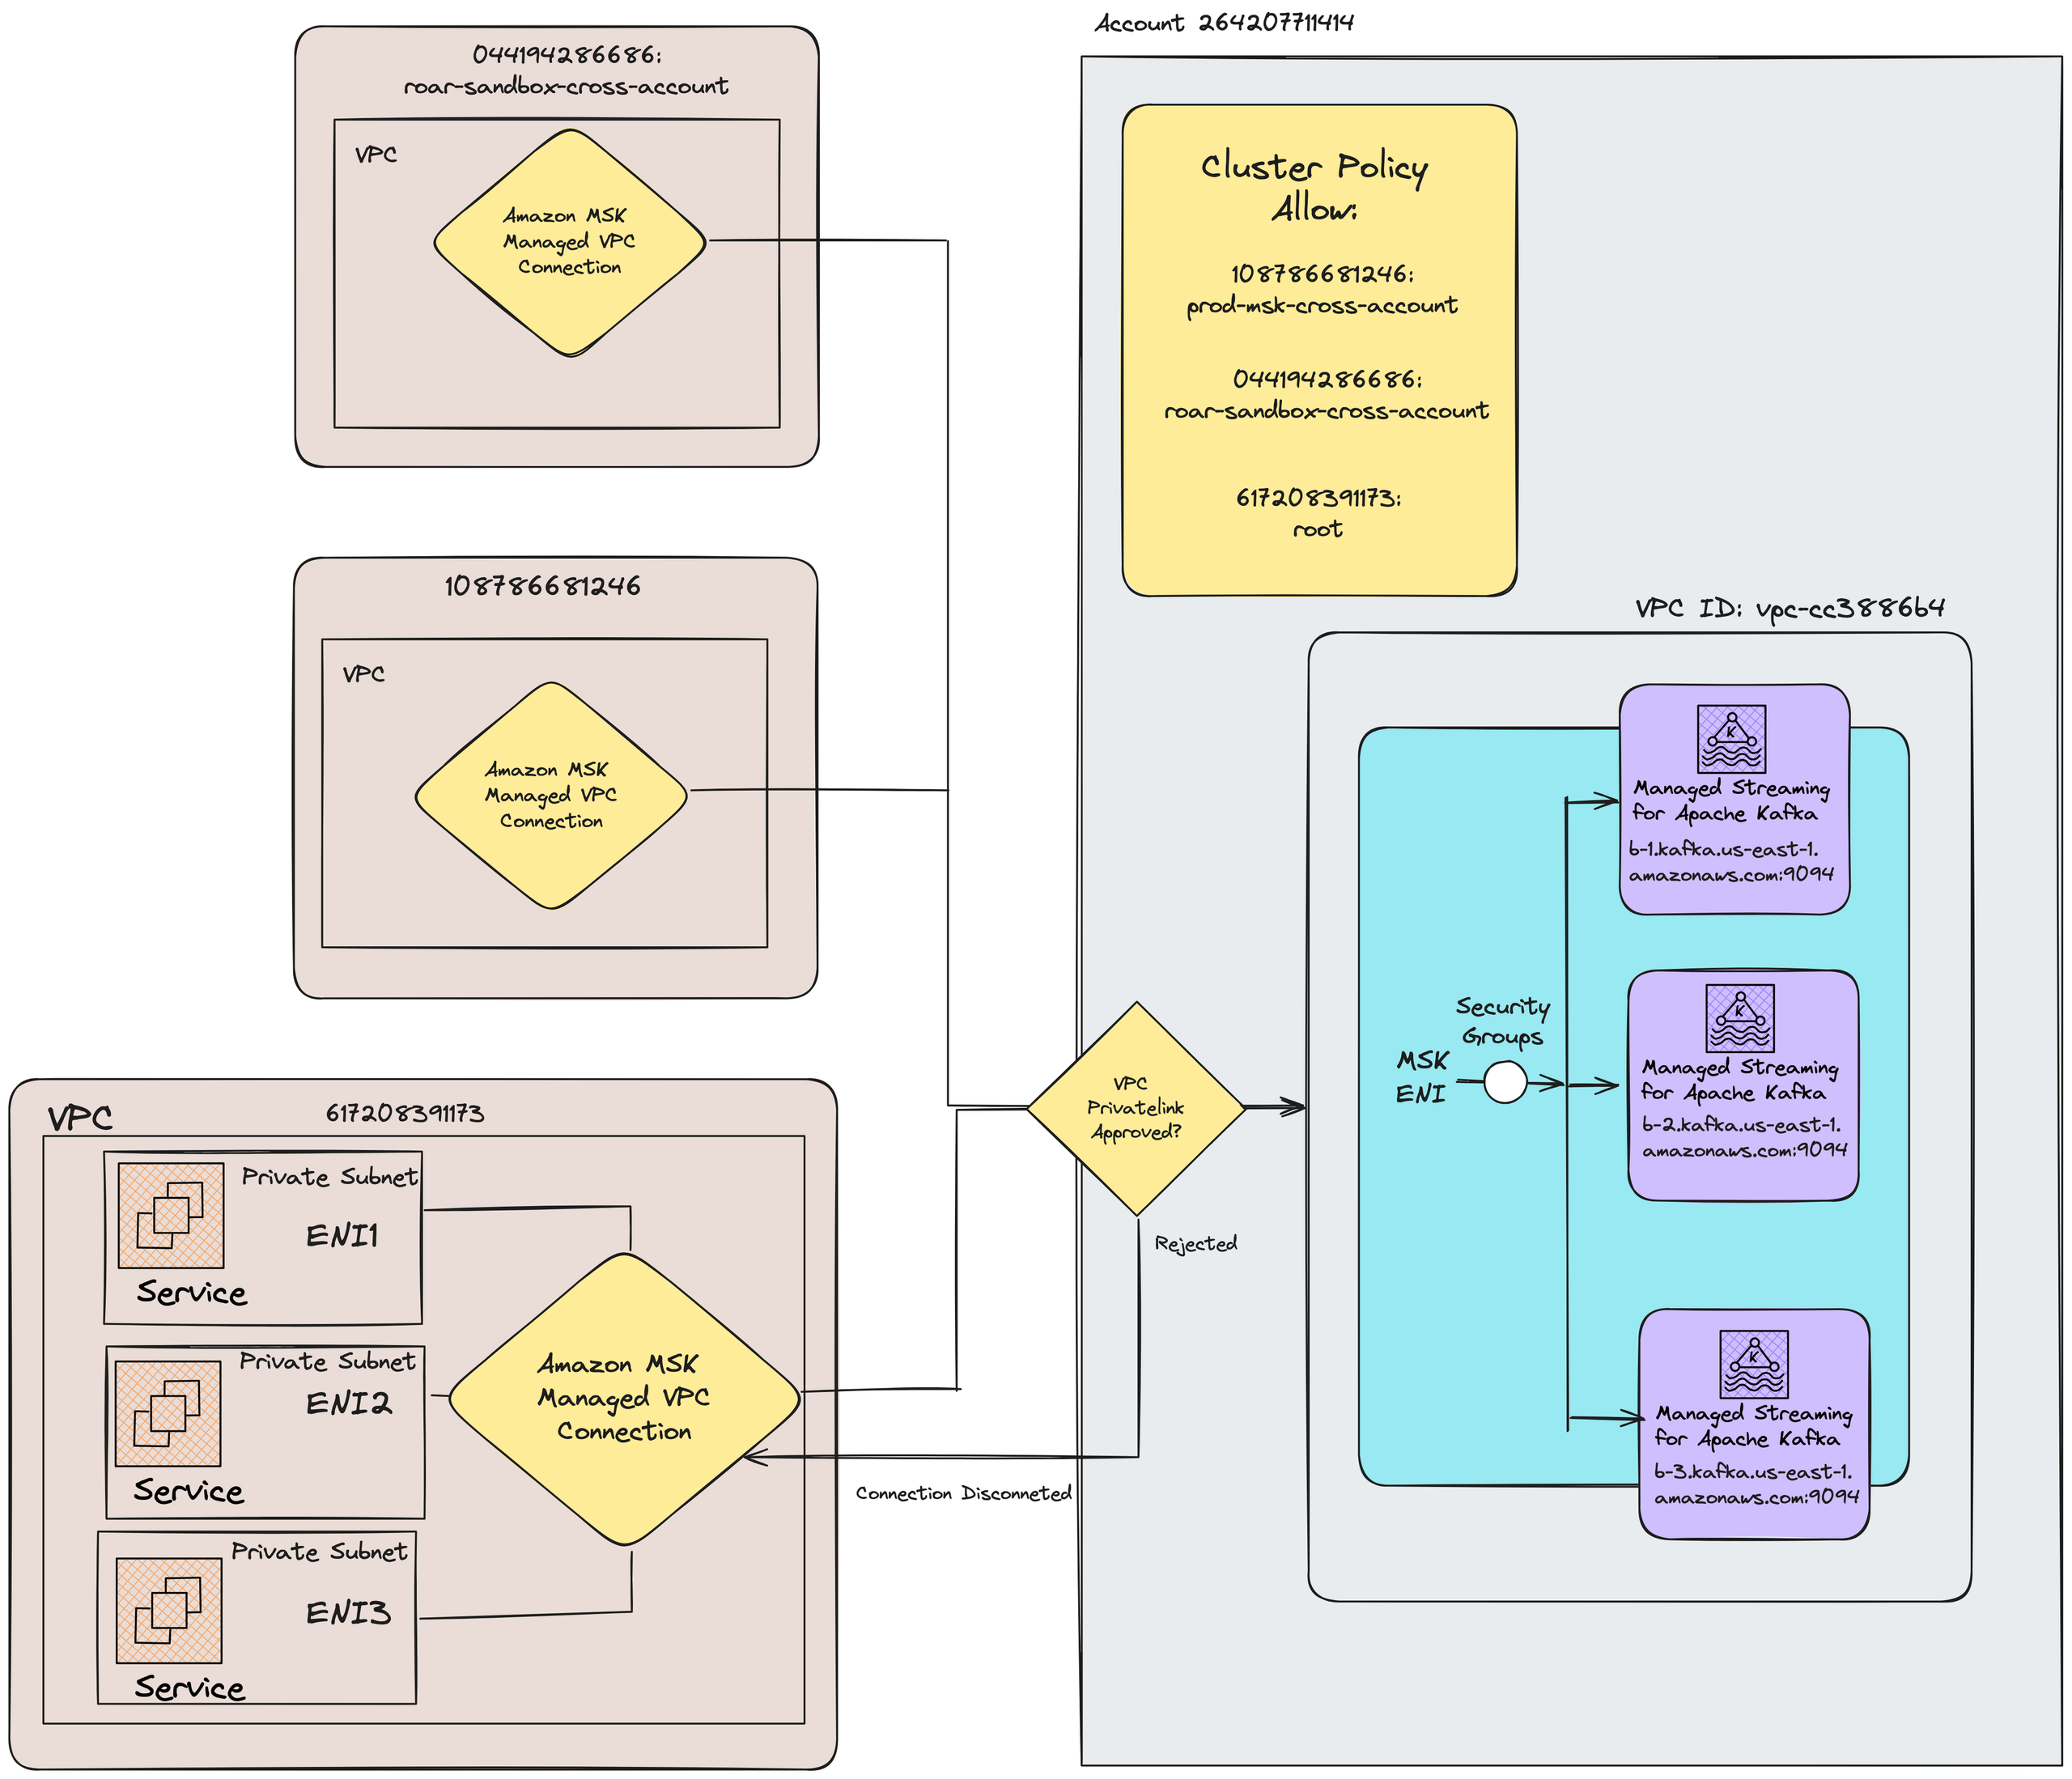 Account 264207711414
044194286686:
roar-sandbox-cross-account
VPC
Amazon MSK
Managed VPC
Connection
Cluster Policy
Allow:
108786681246:
prod-msk-cross-account
044194286686:
roar-sandbox-cross-account
617208391173:
root
108786681246
VPC
Amazon MSK
Managed VPC
Connection
VPC ID: vpc-cc3886b4
Managed Streaming
for Apache Kafka
b-1.kafka.us-east-1.
amazonaws.com:9094
Security
Groups
MSK
ENI
Managed Streaming
for Apache Kafka
b-2.kafka.us-east-1.
amazonaws.com:9094
Managed Streaming
for Apache Kafka
b-3.kafka.us-east-1.
amazonaws.com:9094
VPC
Privatelink
Approved?
Rejected
Connection Disconneted
VPC
617208391173
Private Subnet
ENI1
Service
Private Subnet
ENI2
Service
Private Subnet
ENI3
Service
Amazon MSK
Managed VPC
Connection
K
K
K